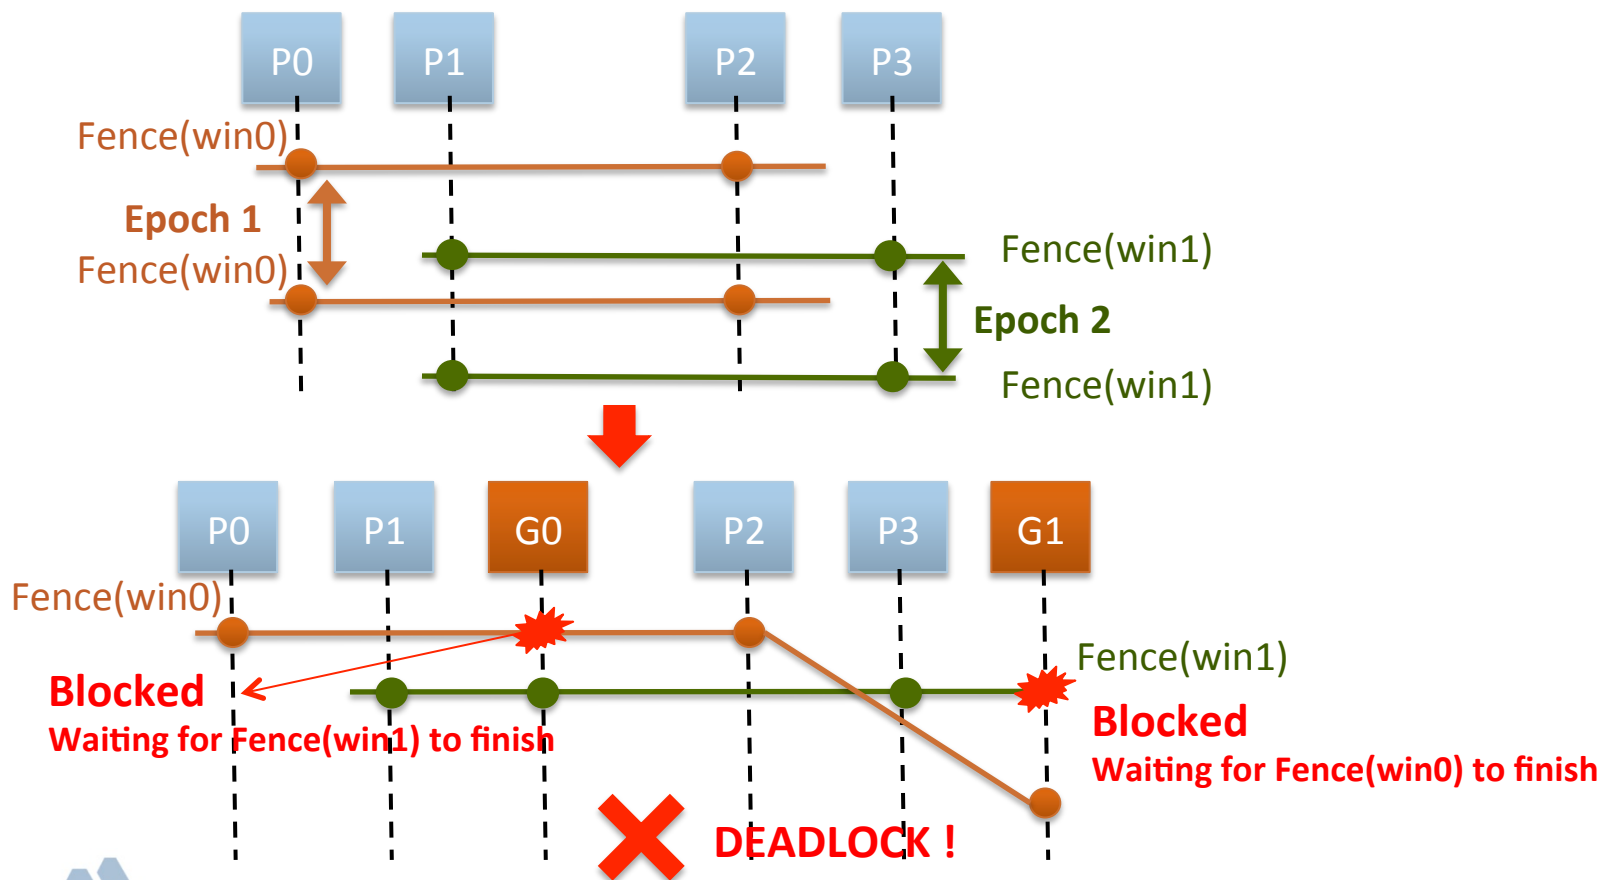 P0
P1
P2
P3
Fence(win0)
Epoch 1
Fence(win0)
Fence(win1)
Epoch 2
Fence(win1)
P0
P1
G0
P2
P3
G1
Fence(win0)
Fence(win1)
Blocked
Waiting for Fence(win1) to finish
Blocked
Waiting for Fence(win0) to finish
DEADLOCK !